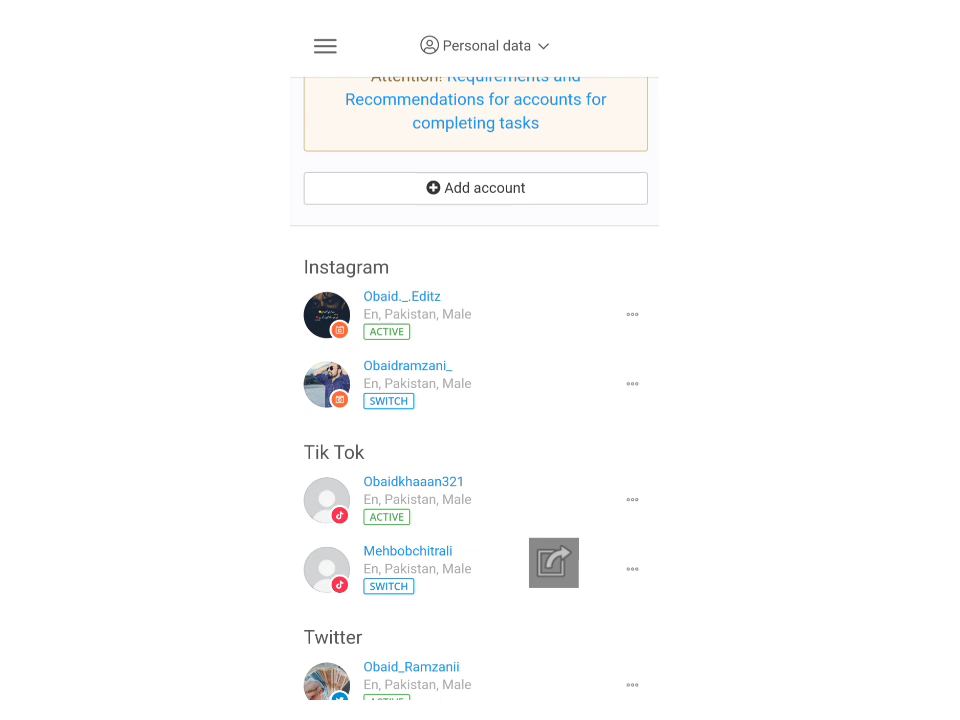 Personal data
Attention! Requirements and
Recommendations for accounts for
completing tasks
Add account
Instagram
Obaid._.Editz
En, Pakistan, Male
ACTIVE
Obaidramzani_
En, Pakistan, Male
SWITCH
Tik Tok
Obaidkhaaan321
En, Pakistan, Male
ACTIVE
Mehbobchitrali
En, Pakistan, Male
SWITCH
Twitter
Obaid_Ramzanii
En, Pakistan, Male
ACTIVE